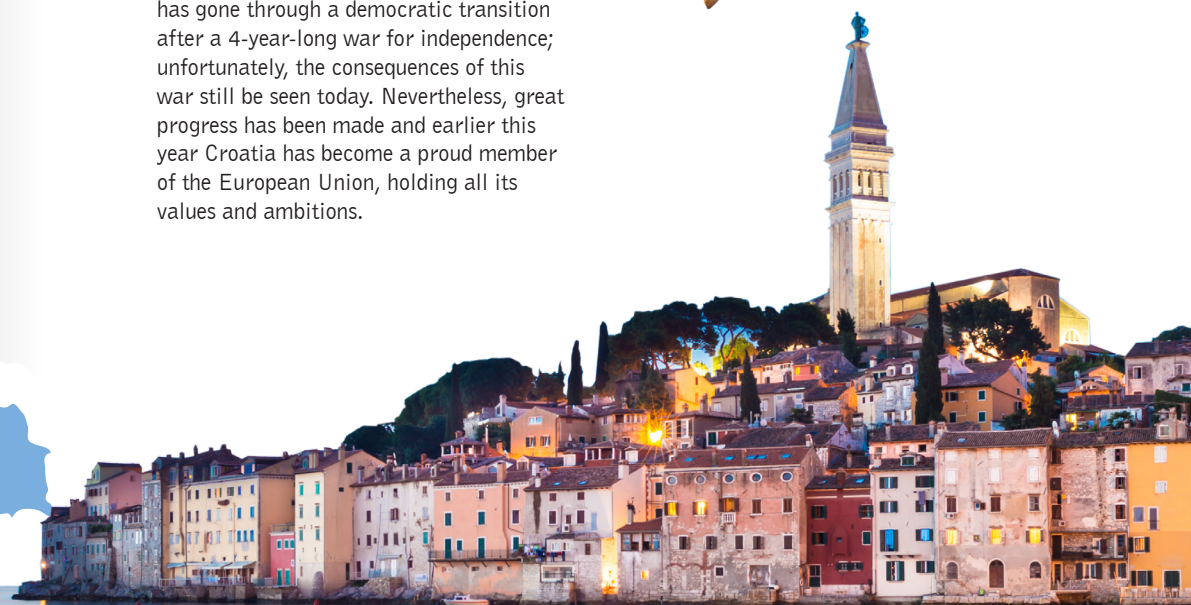 has gone through a democratic transition
after a 4-year-long war for independence;
unfortunately, the consequences of this
war still be seen today. Nevertheless, great
progress has been made and earlier this
year Croatia has become a proud member
of the European Union, holding all its
values and ambitions.